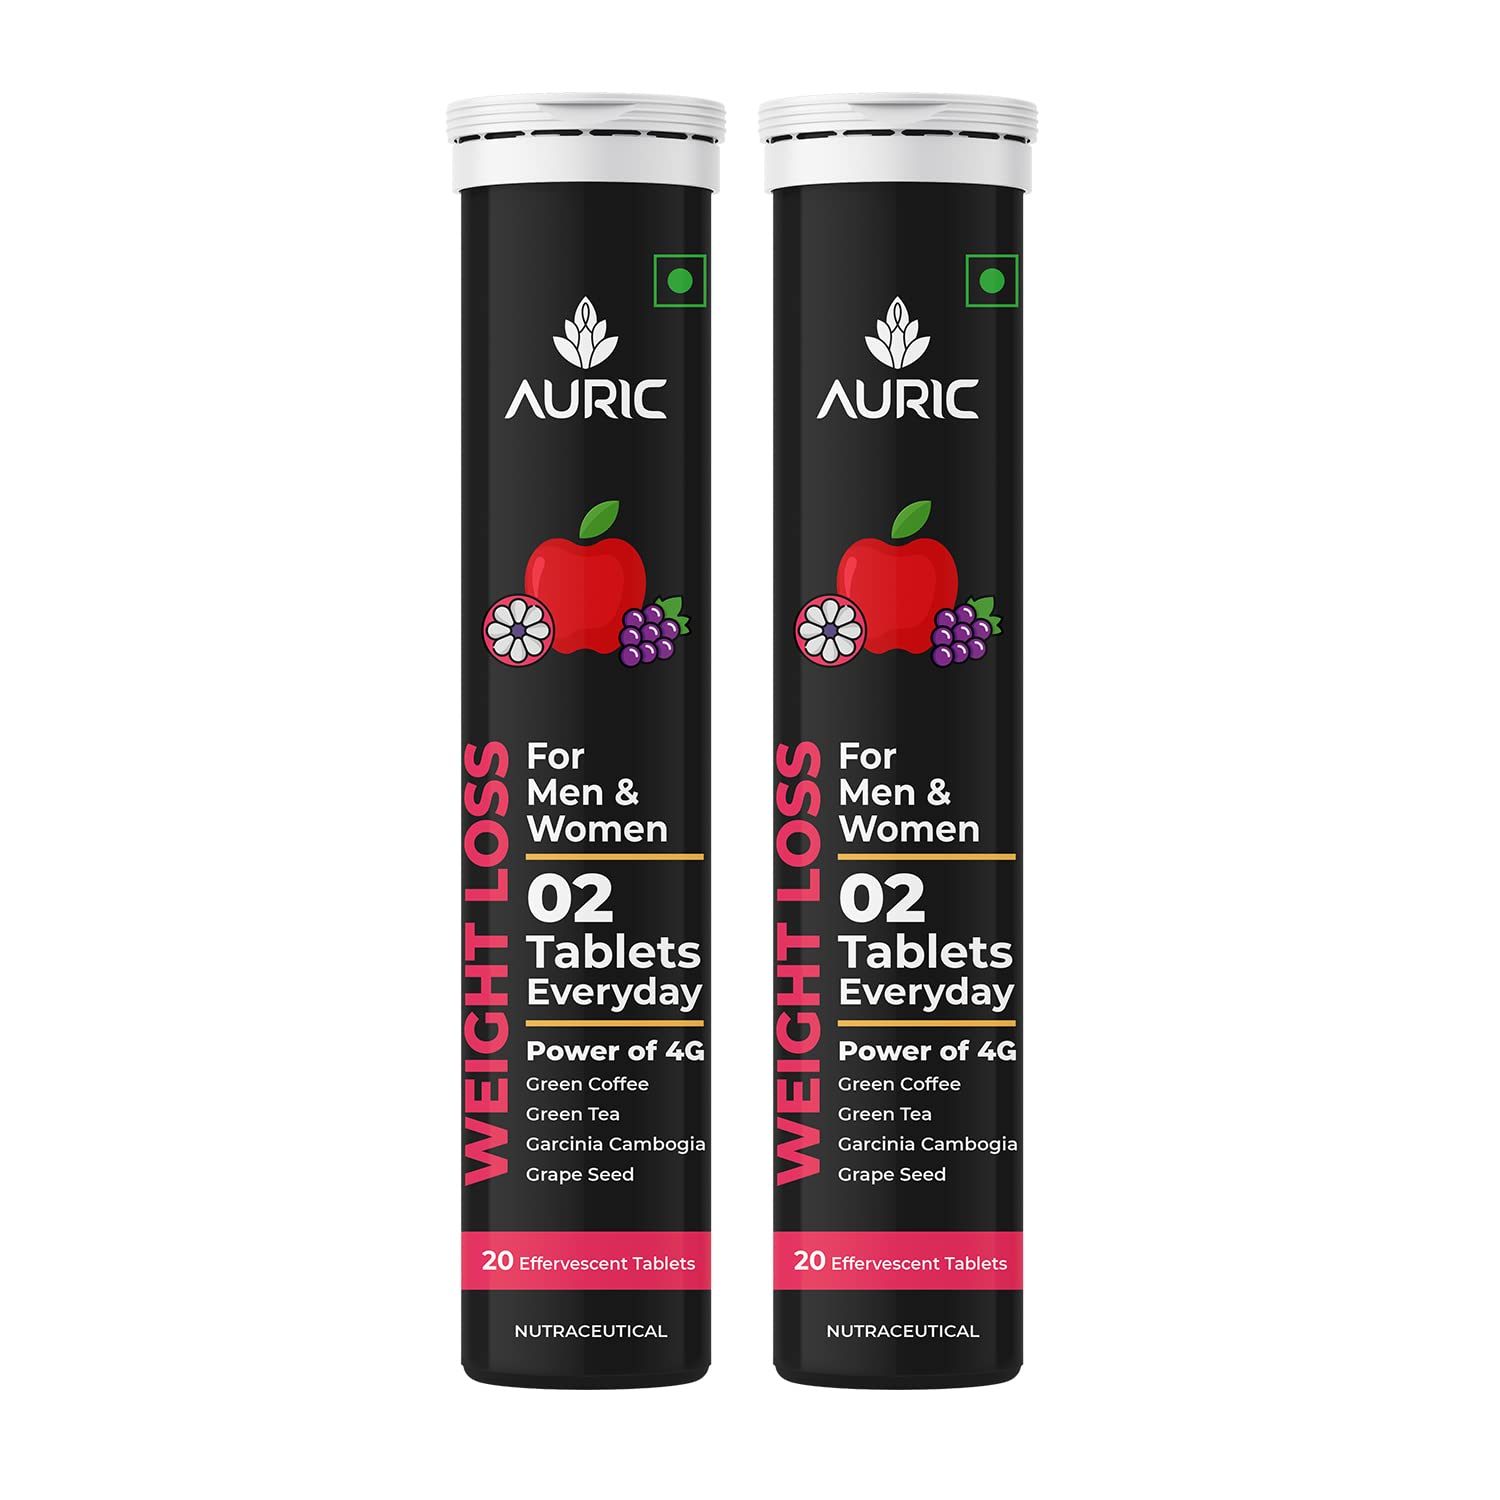 AURIC
WEIGHT LOSS
For
Men &
Women
02
Tablets
Everyday
Power of 4G
Green Coffee
Green Tea
Garcinia Cambogia
Grape Seed
20 Effervescent Tablets
NUTRACEUTICAL
AURIC
WEIGHT LOSS
For
Men &
Women
02
Tablets
Everyday
Power of 4G
Green Coffee
Green Tea
Garcinia Cambogia
Grape Seed
20 Effervescent Tablets
NUTRACEUTICAL